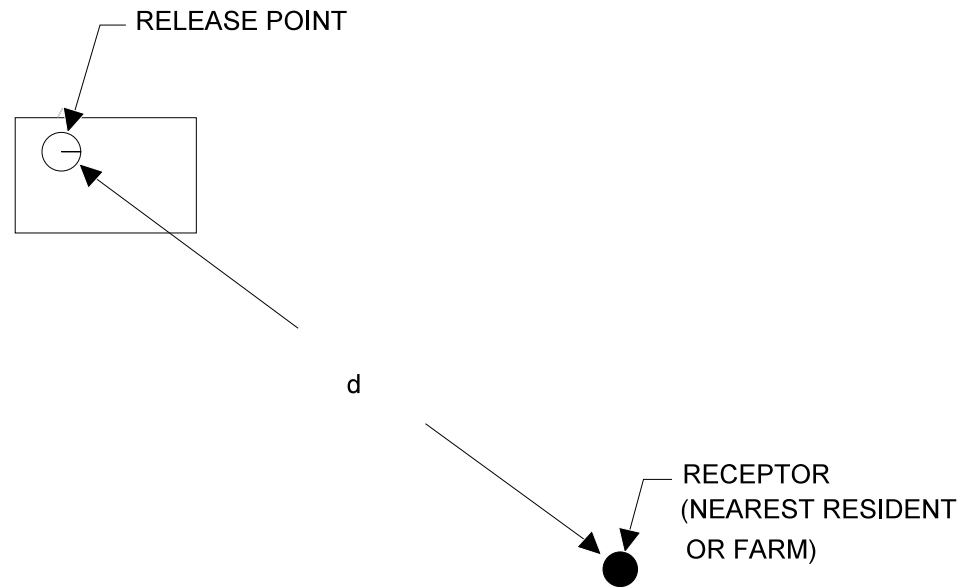 RELEASE POINT
d
RECEPTOR
(NEAREST RESIDENT
OR FARM)